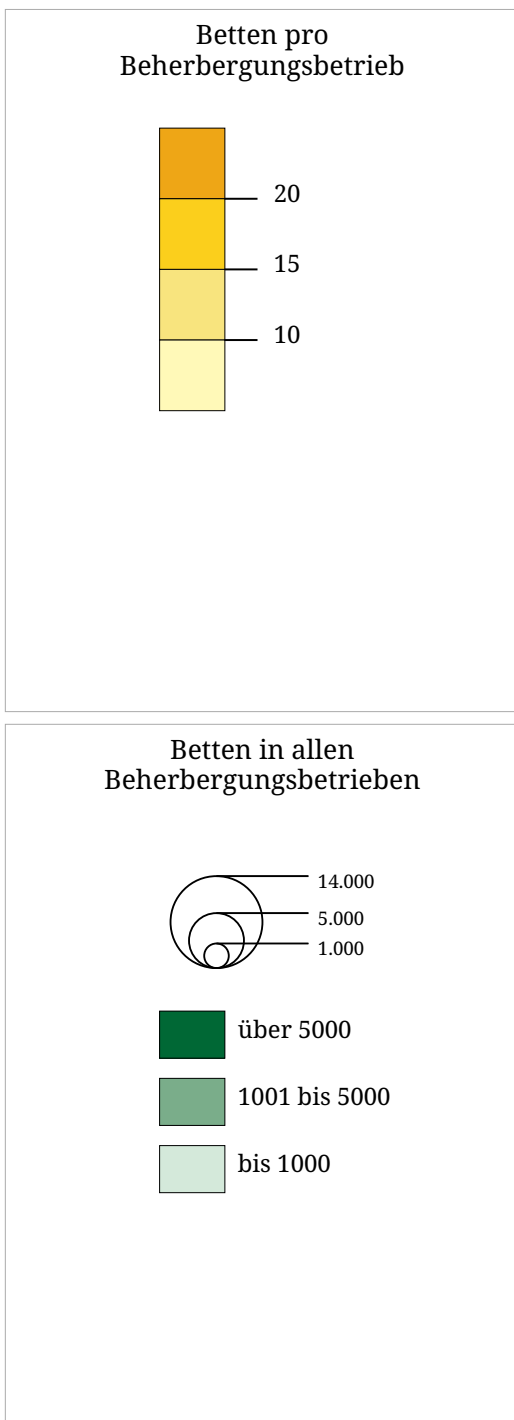 Betten pro
Beherbergungsbetrieb
20
15
10
Betten in allen
Beherbergungsbetrieben
14.000
5.000
1.000
über 5000
1001 bis 5000
bis 1000